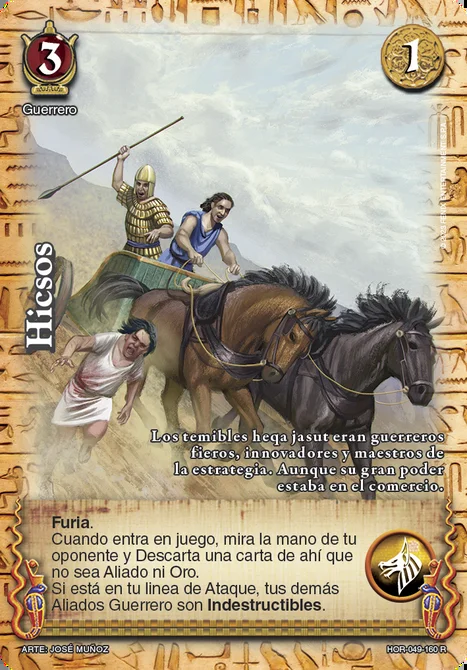 3
1
Guerrero
Hicsos
Los temibles heqa jasut eran guerreros
fieros, innovadores y maestros de
la estrategia. Aunque su gran poder
estaba en el comercio.
Furia.
Cuando entra en juego, mira la mano de tu
oponente y Descarta una carta de ahí que
no sea Aliado ni Oro.
Si está en tu linea de Ataque, tus demás
Aliados Guerrero son Indestructibles.
ARTE: JOSÉ MUÑOZ
HOR-049-160 R